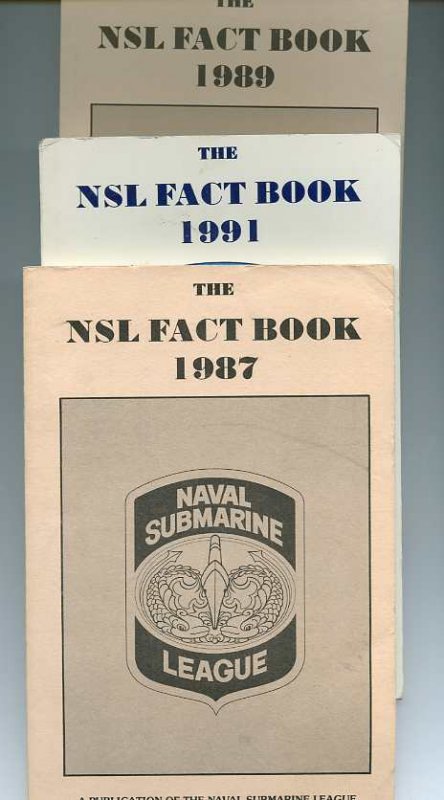 THE
NSL FACT BOOK
1989
THE
NSL FACT BOOK
1991
THE
NSL FACT BOOK
1987
NAVAL
SUBMARINE
LEAGUE
A PUBLICATION OF THE NAVAL SUBMARINE LEAGUE